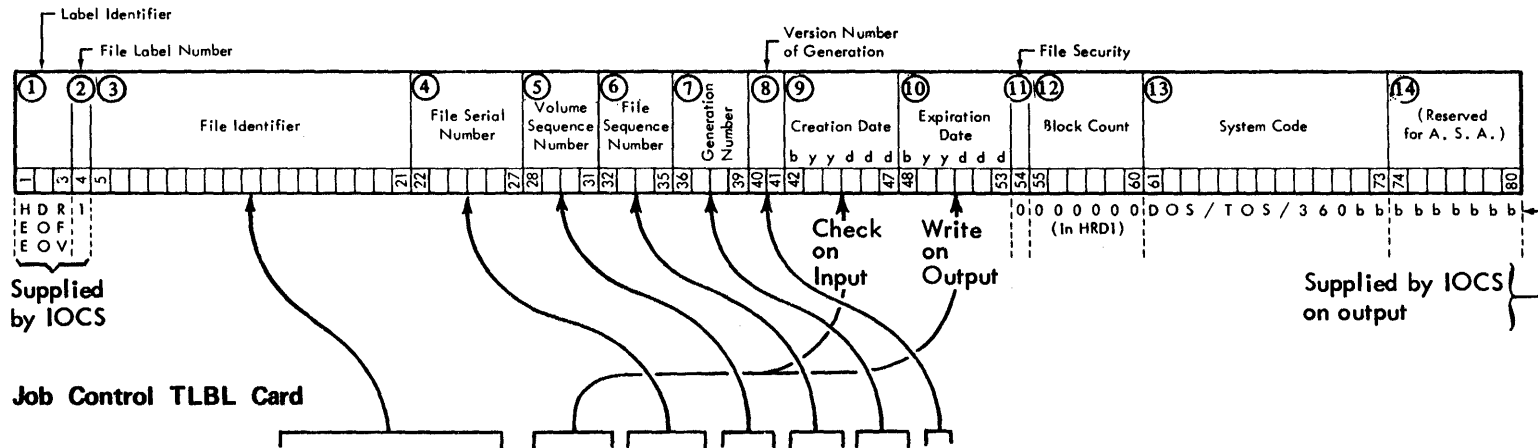 Label Identifier
File Label Number
Version Number
of Generation
File Security
1 2 3 4 5 6 7 8 9 10 11 12 13 14
File Identifier
File Serial
Number
Volume
Sequence
Number
File
Sequence
Number
Generation
Number
Creation Date
b y y d d d
Expiration
Date
b y y d d d
Block Count
System Code
(Reserved
for A. S. A.)
1 3 4 5 21 22 27 28 31 32 35 36 39 40 41 42 47 48 53 54 55 60 61 73 74 80
H D R 1
E O F
E O V
0 0 0 0 0 0 0 D O S / T O S / 3 6 0 b b b b b b b b b
(In HRD1)
Supplied
by IOCS
Check
on
Input
Write
on
Output
Supplied by IOCS
on output
Job Control TLBL Card